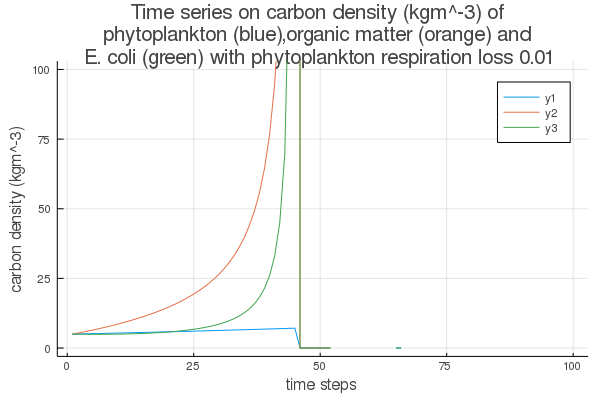 Time series on carbon density (kgm^-3) of
phytoplankton (blue),organic matter (orange) and
E. coli (green) with phytoplankton respiration loss 0.01
100
75
50
25
0
carbon density (kgm^-3)
y1
y2
y3
0 25 50 75 100
time steps